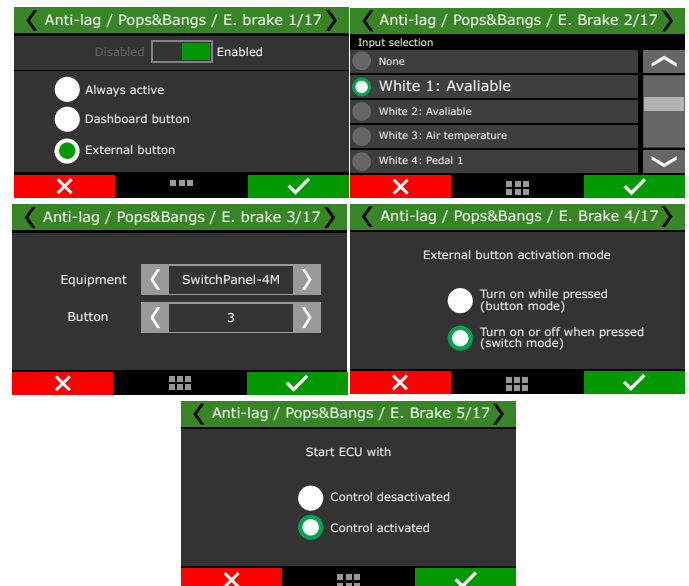 Anti-lag / Pops&Bangs / E. brake 1/17
Disabled Enabled
Always active
Dashboard button
External button
Anti-lag / Pops&Bangs / E. Brake 2/17
Input selection
None
White 1: Avaliable
White 2: Avaliable
White 3: Air temperature
White 4: Pedal 1
Anti-lag / Pops&Bangs / E. brake 3/17
Equipment SwitchPanel-4M
Button 3
Anti-lag / Pops&Bangs / E. Brake 4/17
External button activation mode
Turn on while pressed
(button mode)
Turn on or off when pressed
(switch mode)
Anti-lag / Pops&Bangs / E. Brake 5/17
Start ECU with
Control desactivated
Control activated